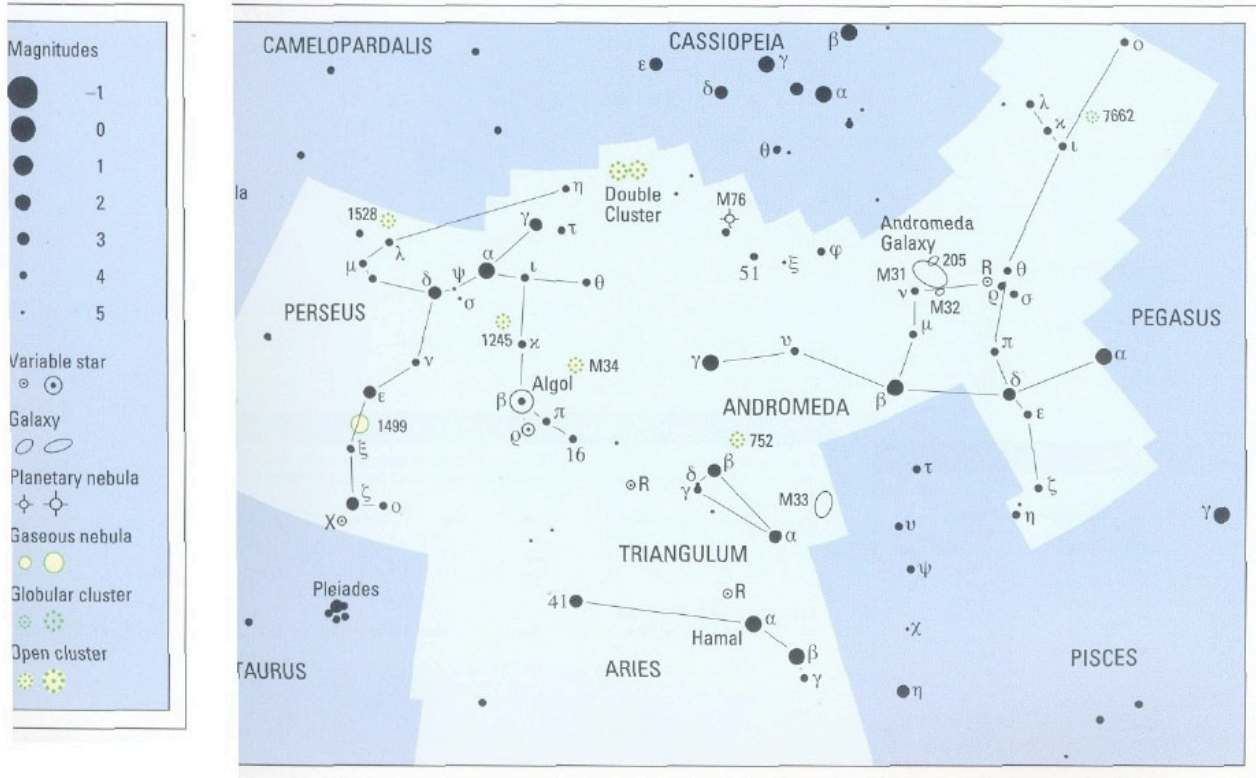 Magnitudes
–1
0
1
2
3
4
5
Variable star
Galaxy
Planetary nebula
Gaseous nebula
Globular cluster
Open cluster
CAMELOPARDALIS
CASSIOPEIA
β
ε
γ
δ
α
θ
ο
λ
κ
7662
ι
la
η
Double
Cluster
M76
1528
λ
γ
τ
Andromeda
Galaxy
φ
51
ξ
μ
α
ι
θ
δ
ψ
σ
M31
205
R
θ
ν
M32
ϱ
σ
PERSEUS
1245
κ
μ
PEGASUS
υ
π
γ
α
ν
M34
Algol
β
δ
ε
β
π
ANDROMEDA
ε
1499
ϱ
16
752
ξ
β
τ
δ
R
γ
M33
ζ
ζ
ο
η
γ
χ
υ
α
TRIANGULUM
ψ
Pleiades
R
41
α
χ
Hamal
β
TAURUS
ARIES
γ
PISCES
η